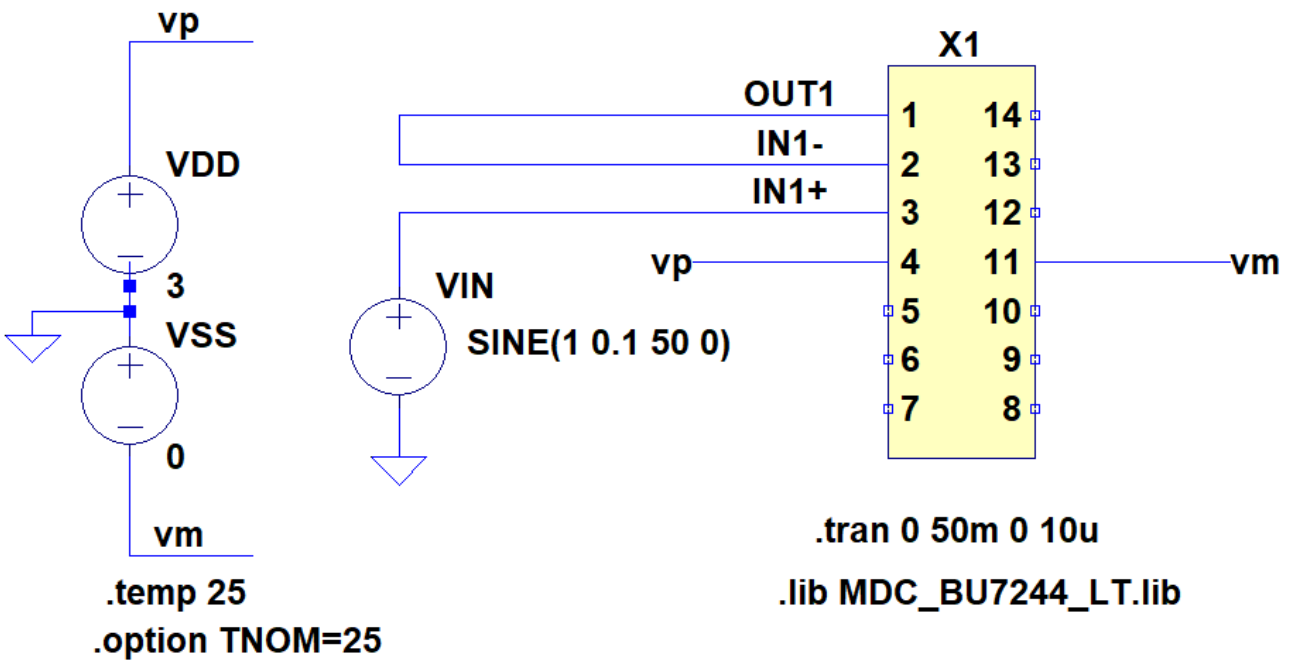 vp
VDD
3
VSS
0
vm
.temp 25
.option TNOM=25
VIN
SINE(1 0.1 50 0)
X1
OUT1
IN1-
IN1+
vp
vm
1 14
2 13
3 12
4 11
5 10
6 9
7 8
.tran 0 50m 0 10u
.lib MDC_BU7244_LT.lib